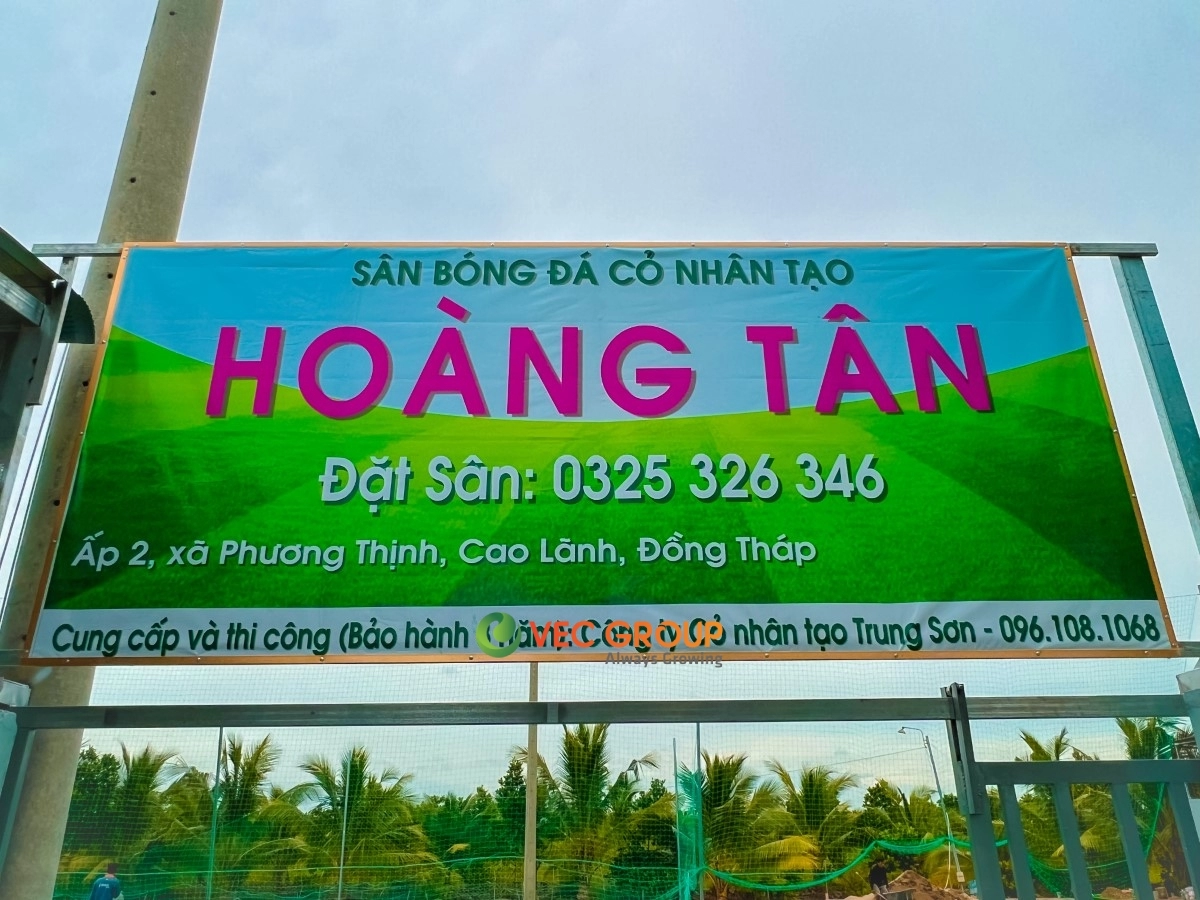 SÂN BÓNG ĐÁ CỎ NHÂN TẠO
HOÀNG TÂN
Đặt Sân: 0325 326 346
Ấp 2, xã Phương Thịnh, Cao Lãnh, Đồng Tháp
Cung cấp và thi công (Bảo hành nhân tạo Trung Sơn - 096.108.1068
VEC GROUP
Always Growing